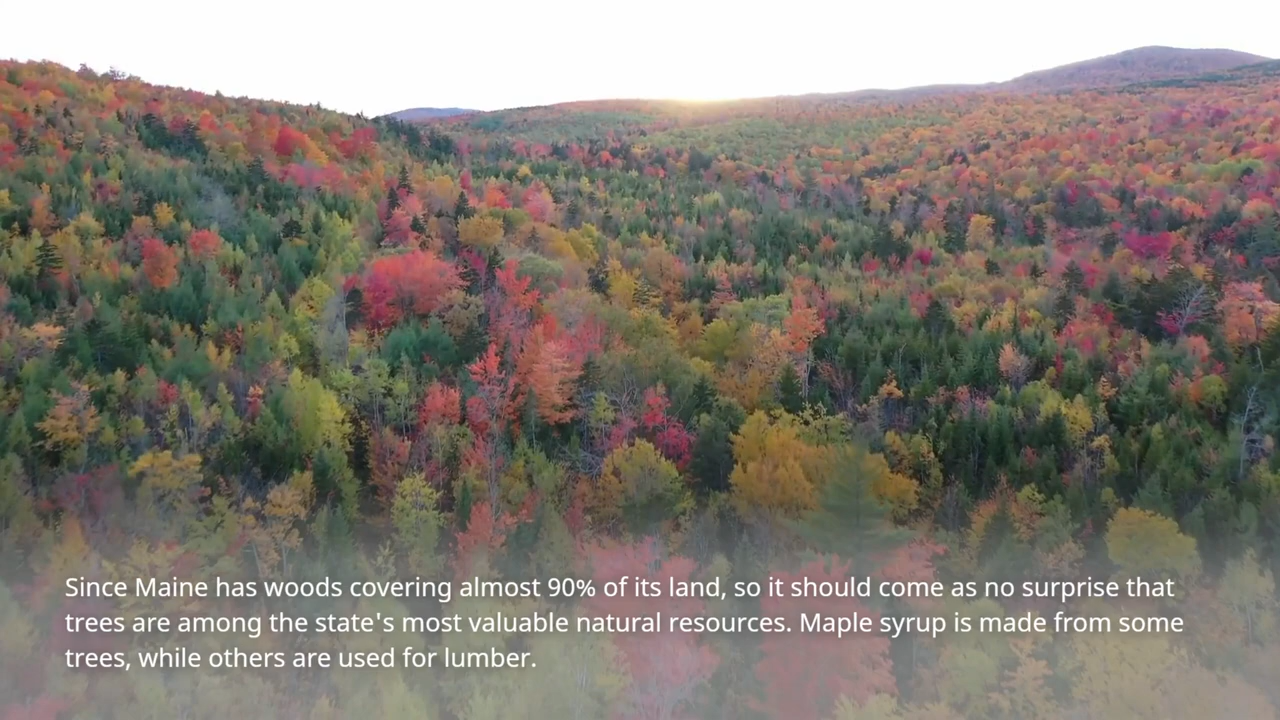 Since Maine has woods covering almost 90% of its land, so it should come as no surprise that
trees are among the state's most valuable natural resources. Maple syrup is made from some
trees, while others are used for lumber.